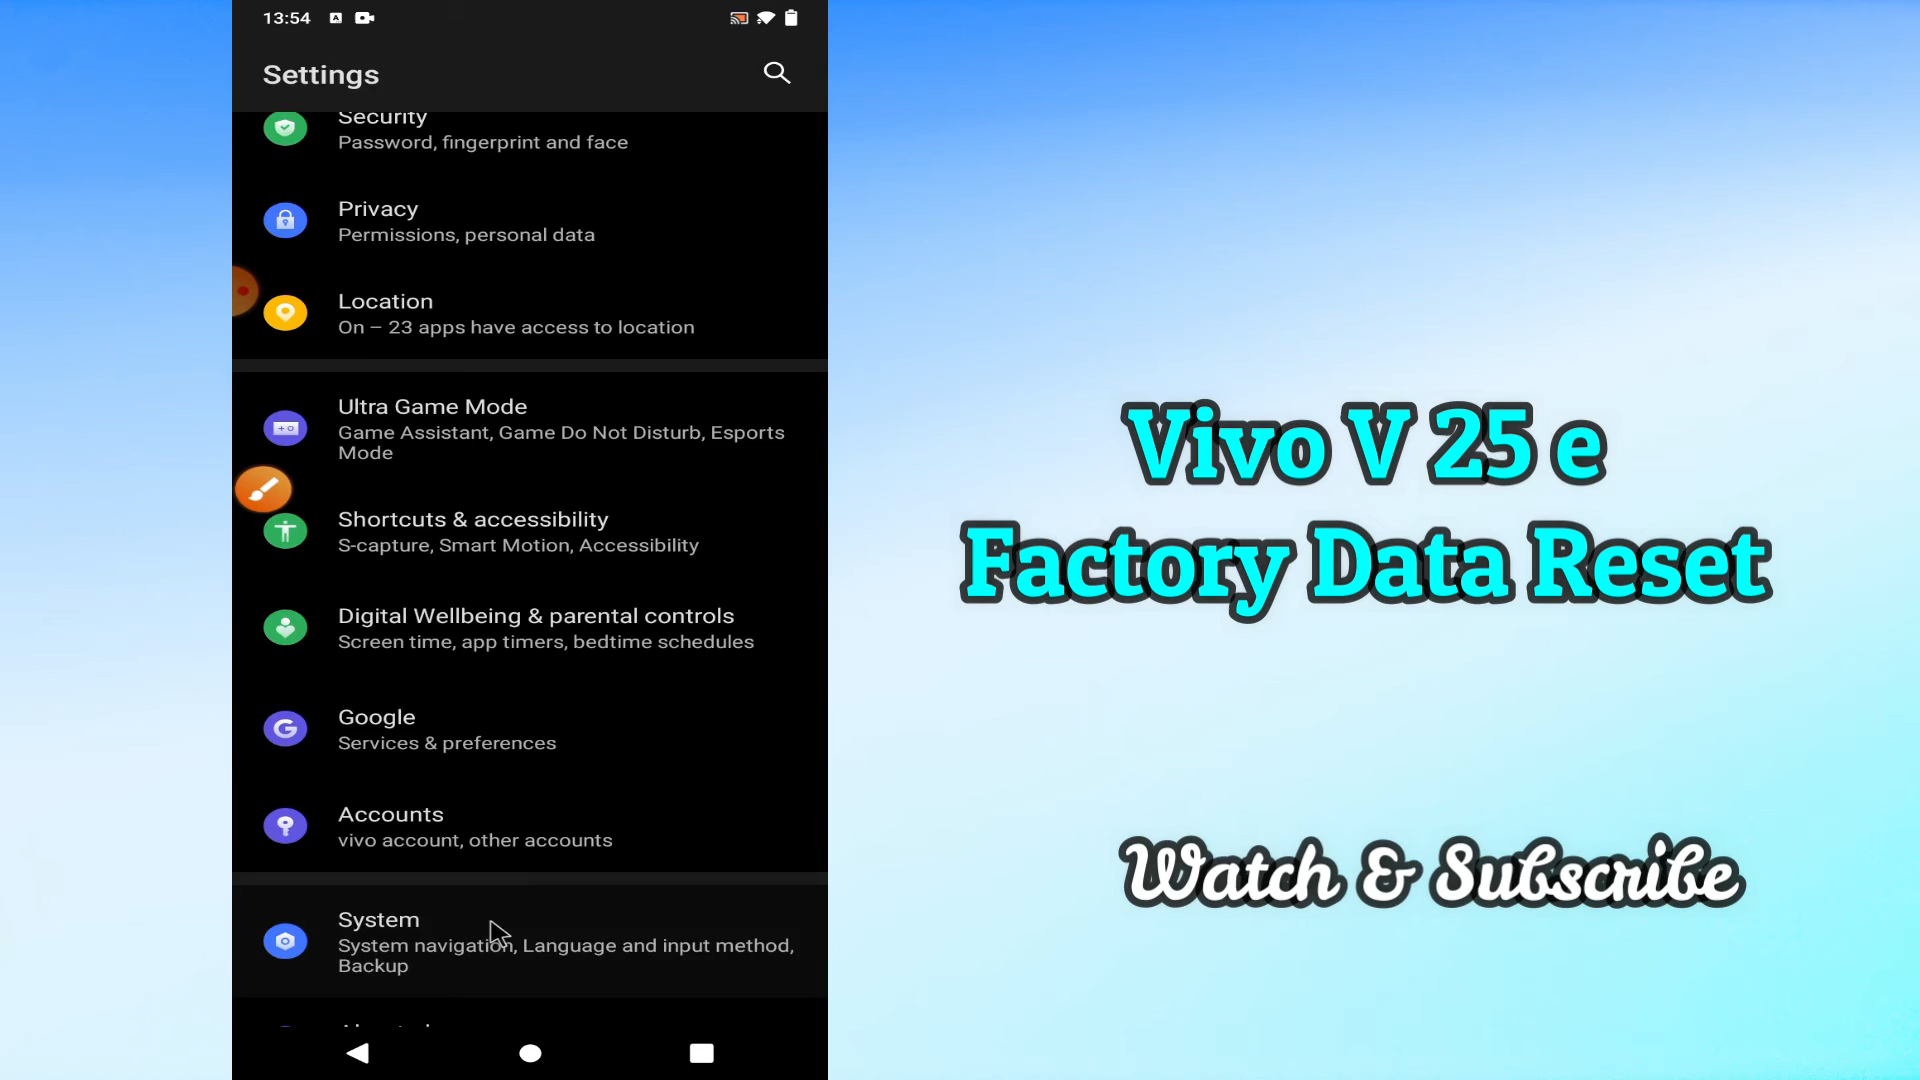 13:54
Settings
Security
Password, fingerprint and face
Privacy
Permissions, personal data
Location
On – 23 apps have access to location
Ultra Game Mode
Game Assistant, Game Do Not Disturb, Esports
Mode
Shortcuts & accessibility
S-capture, Smart Motion, Accessibility
Digital Wellbeing & parental controls
Screen time, app timers, bedtime schedules
Google
Services & preferences
Accounts
vivo account, other accounts
System
System navigation, Language and input method,
Backup
Vivo V 25 e
Factory Data Reset
Watch & Subscribe